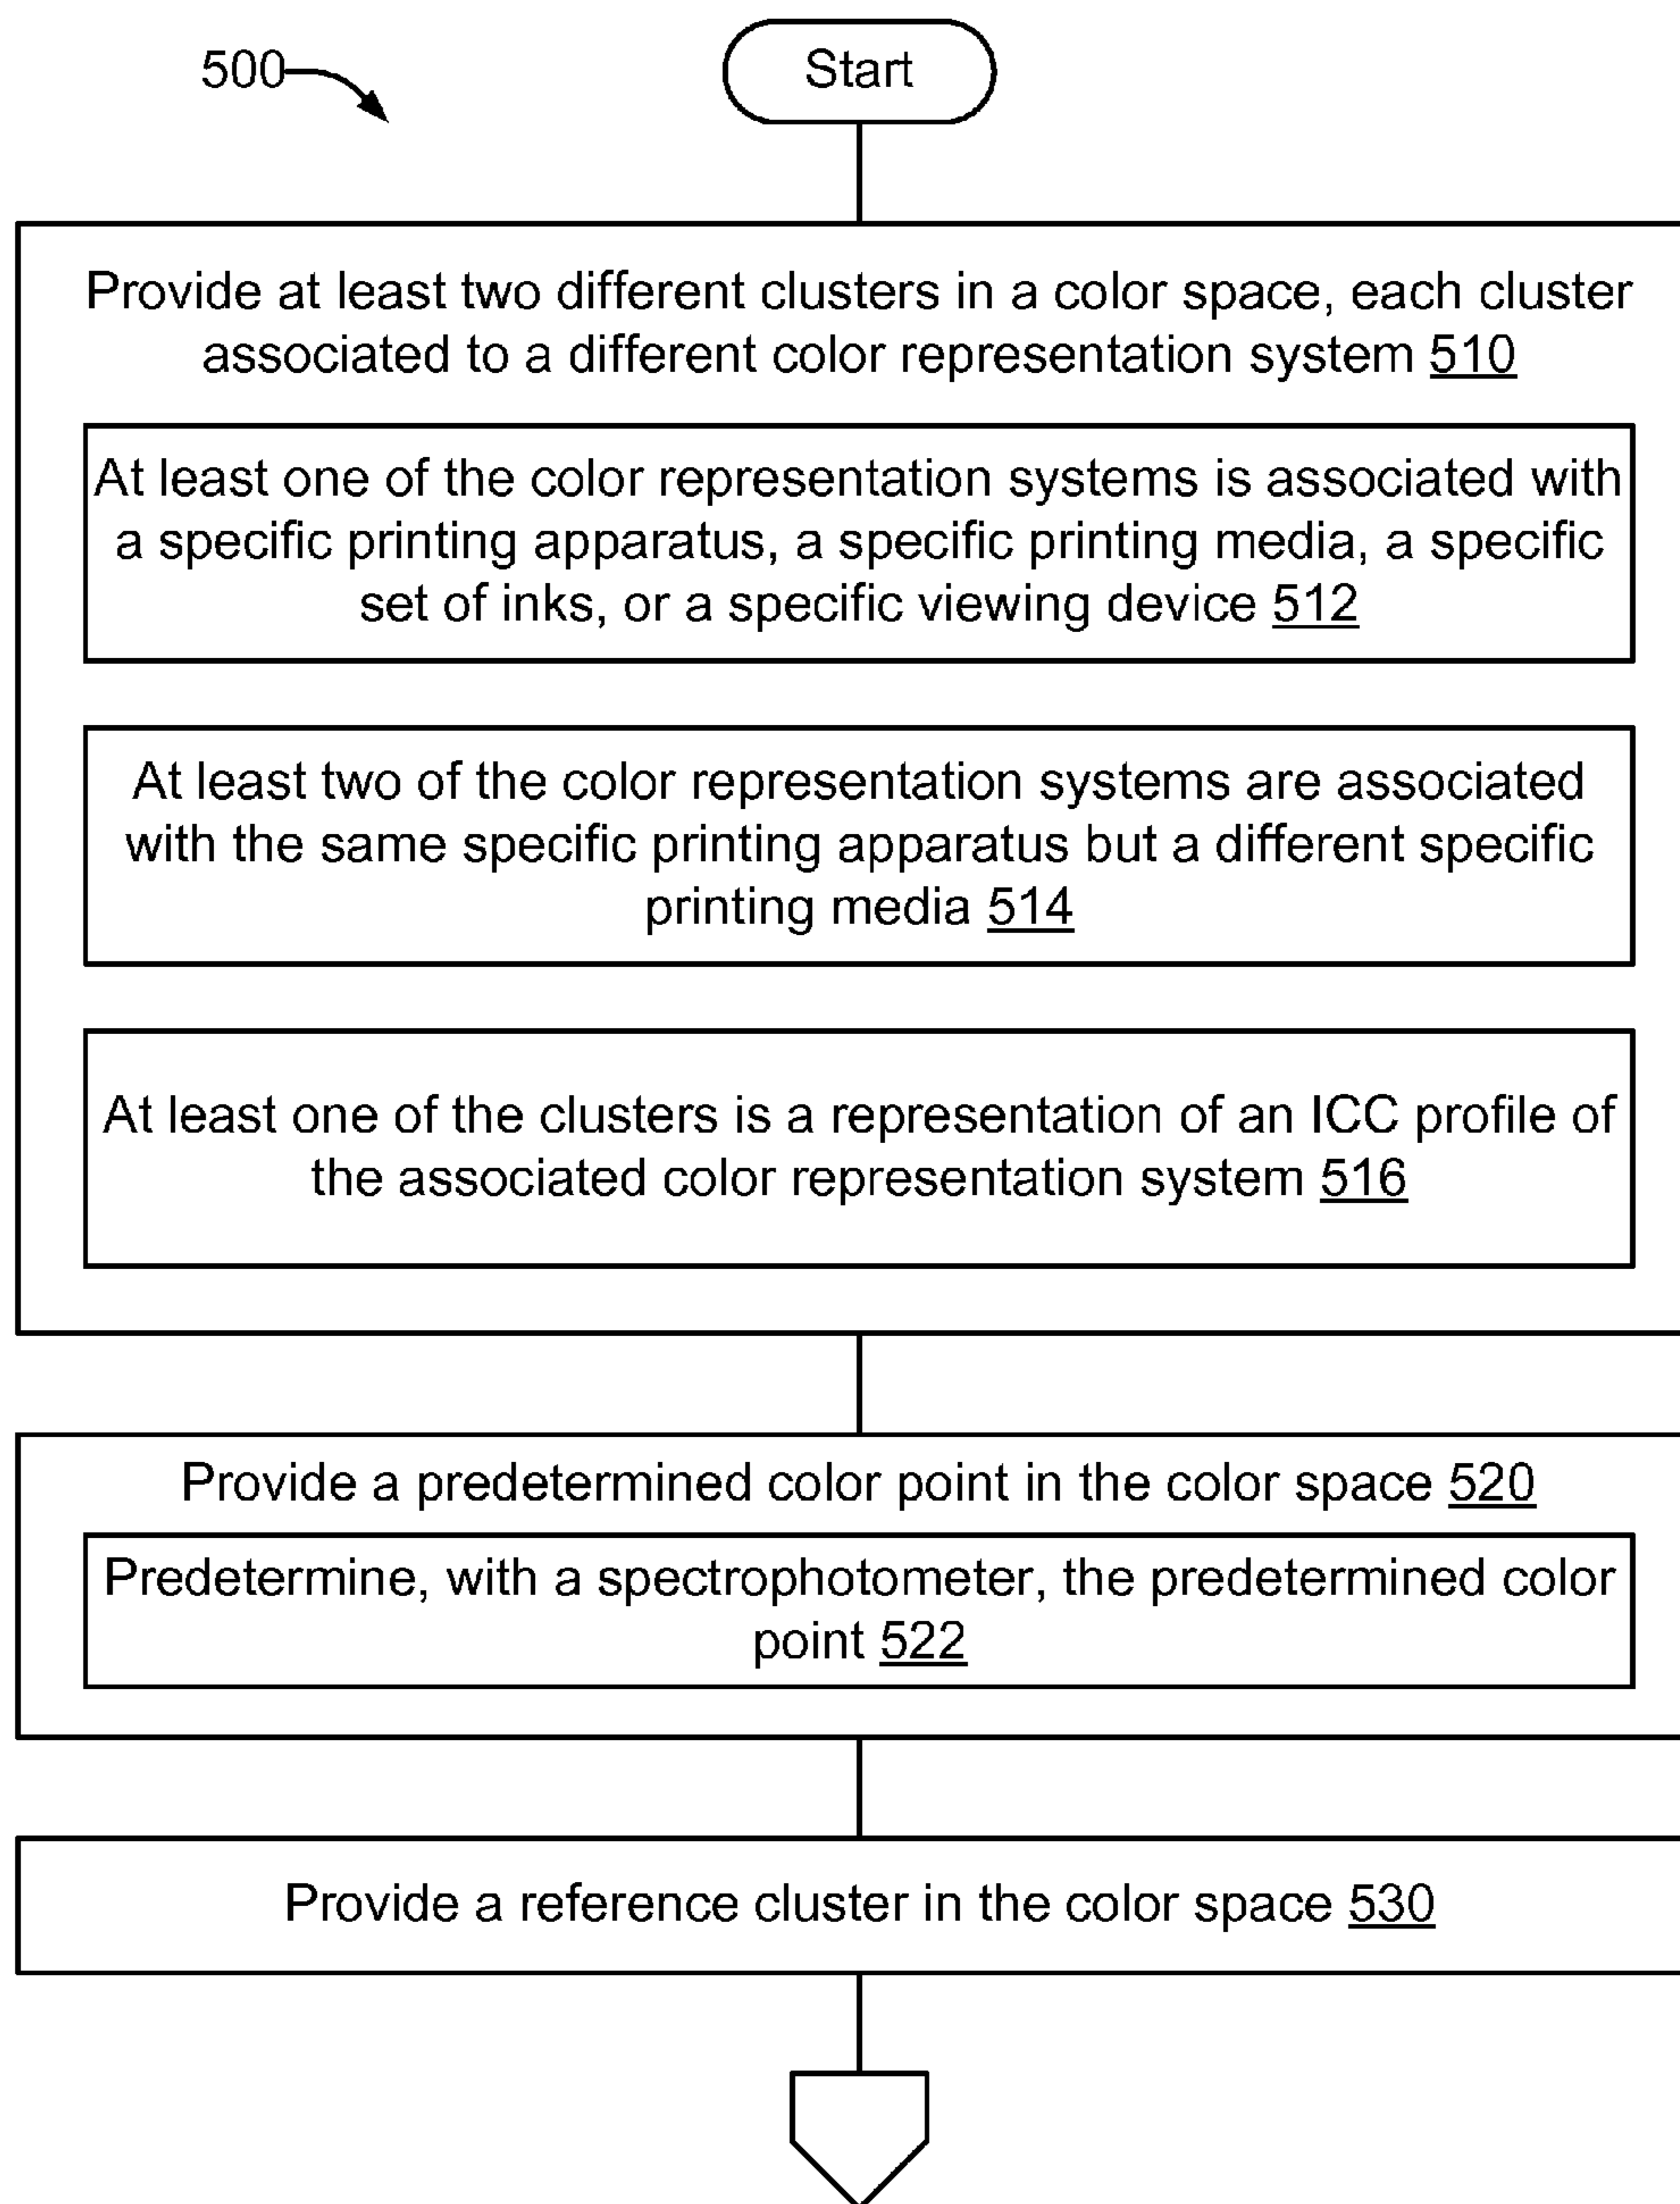 500
Start
Provide at least two different clusters in a color space, each cluster
associated to a different color representation system 510
At least one of the color representation systems is associated with
a specific printing apparatus, a specific printing media, a specific
set of inks, or a specific viewing device 512
At least two of the color representation systems are associated
with the same specific printing apparatus but a different specific
printing media 514
At least one of the clusters is a representation of an ICC profile of
the associated color representation system 516
Provide a predetermined color point in the color space 520
Predetermine, with a spectrophotometer, the predetermined color
point 522
Provide a reference cluster in the color space 530